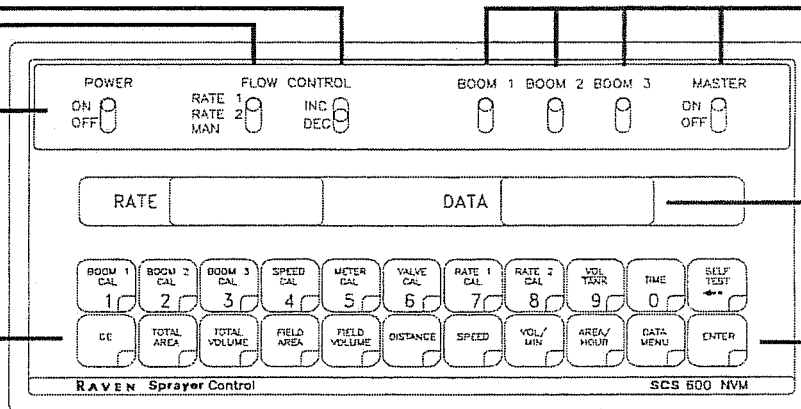 POWER FLOW CONTROL BOOM 1 BOOM 2 BOOM 3 MASTER
ON
OFF
RATE 1
RATE 2
MAN
INC
DEC
ON
OFF
RATE DATA
BOOM 1 CAL 1
BOOM 2 CAL 2
BOOM 3 CAL 3
SPEED CAL 4
METER CAL 5
VALVE CAL 6
RATE 1 CAL 7
RATE 2 CAL 8
VOL TANK 9
TIME 0
SELF TEST
CE
TOTAL AREA
TOTAL VOLUME
FIELD AREA
FIELD VOLUME
DISTANCE
SPEED
VOL/ MIN
AREA/ HOUR
DATA MENU
ENTER
RAVEN Sprayer Control SCS 600 NVM